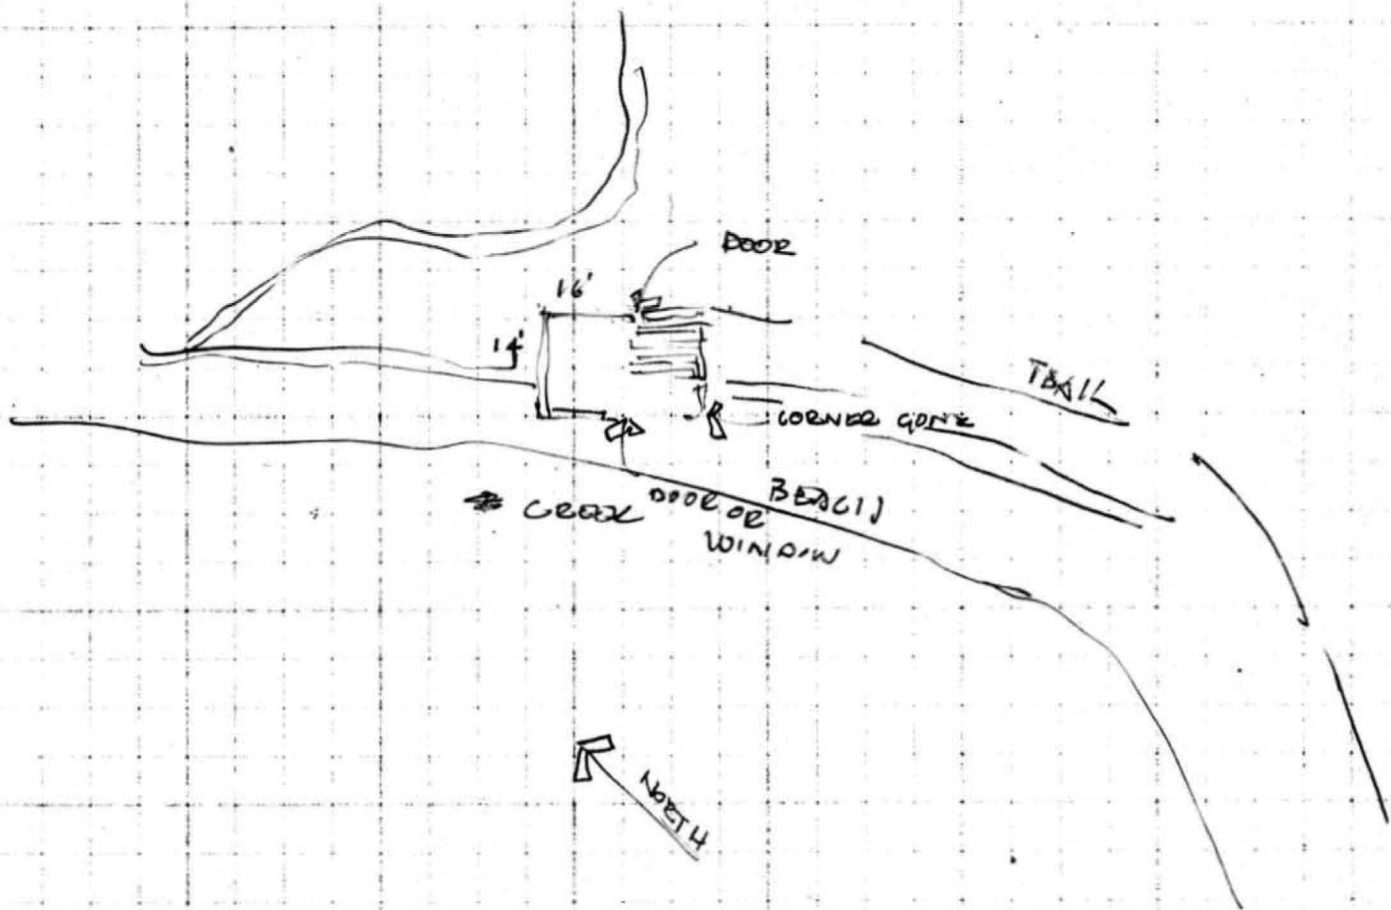 DOOR
16'
14'
TRAIL
CORNER GONE
CREEK
DOOR OR
WINDOW
BEACH
NORTH